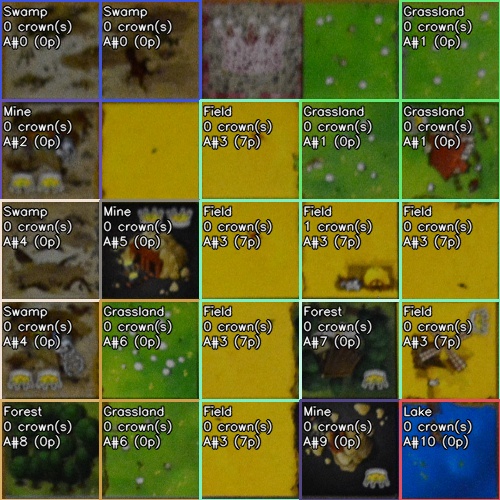 Swamp
0 crown(s)
A#0 (0p)
Swamp
0 crown(s)
A#0 (0p)
Grassland
0 crown(s)
A#1 (0p)
Mine
0 crown(s)
A#2 (0p)
Field
0 crown(s)
A#3 (7p)
Grassland
0 crown(s)
A#1 (0p)
Grassland
0 crown(s)
A#1 (0p)
Swamp
0 crown(s)
A#4 (0p)
Mine
0 crown(s)
A#5 (0p)
Field
0 crown(s)
A#3 (7p)
Field
1 crown(s)
A#3 (7p)
Field
0 crown(s)
A#3 (7p)
Swamp
0 crown(s)
A#4 (0p)
Grassland
0 crown(s)
A#6 (0p)
Field
0 crown(s)
A#3 (7p)
Forest
0 crown(s)
A#7 (0p)
Field
0 crown(s)
A#3 (7p)
Forest
0 crown(s)
A#8 (0p)
Grassland
0 crown(s)
A#6 (0p)
Field
0 crown(s)
A#3 (7p)
Mine
0 crown(s)
A#9 (0p)
Lake
0 crown(s)
A#10 (0p)